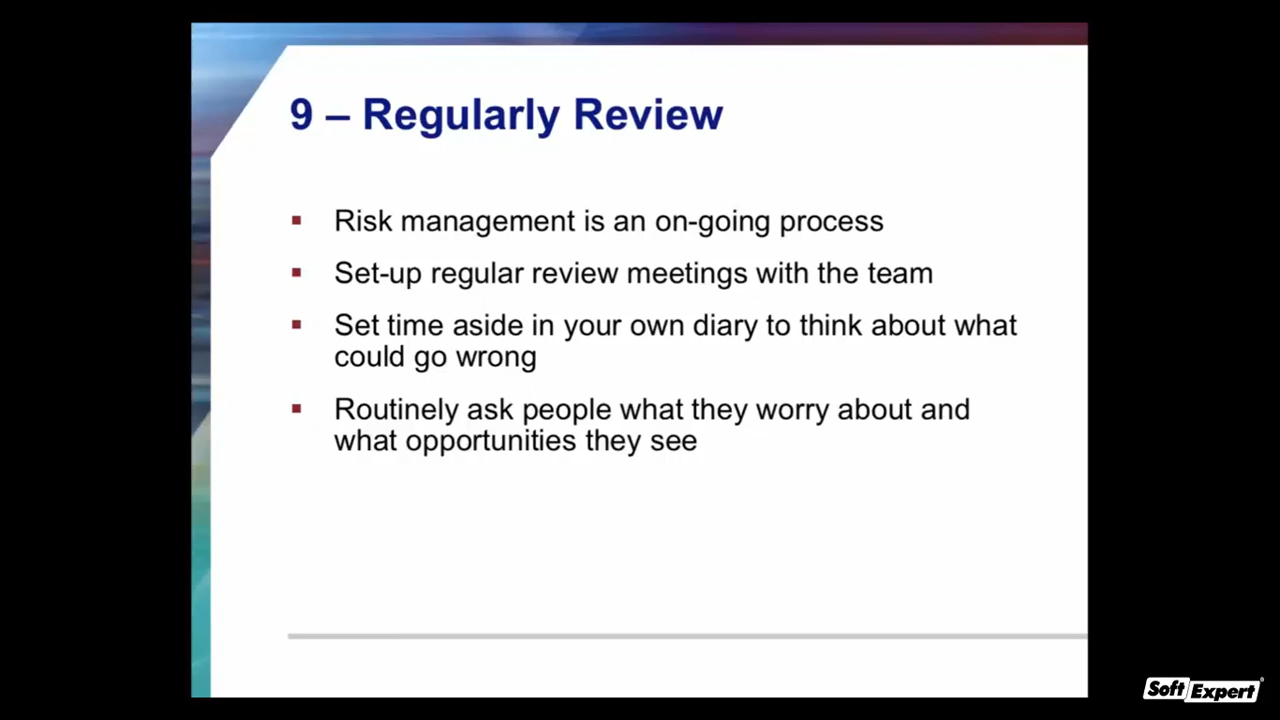 9 – Regularly Review
▪ Risk management is an on-going process
▪ Set-up regular review meetings with the team
▪ Set time aside in your own diary to think about what
could go wrong
▪ Routinely ask people what they worry about and
what opportunities they see
Soft Expert®